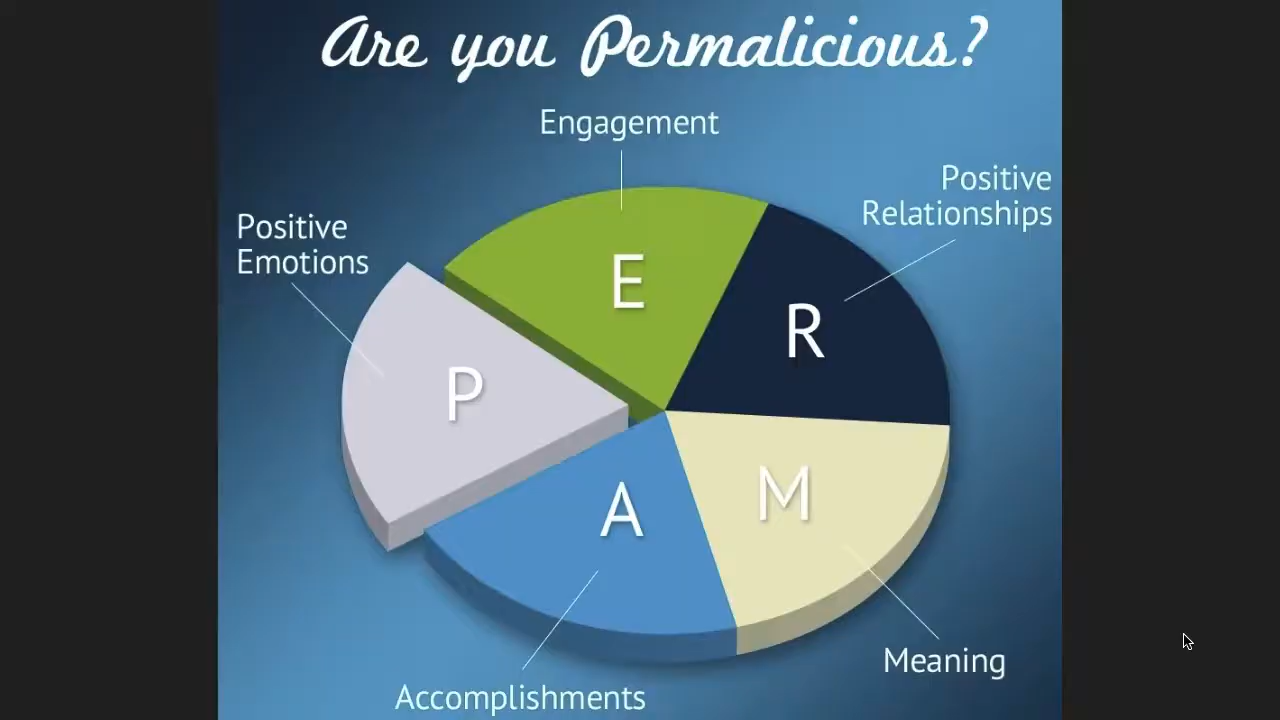 Are you Permalicious?
Engagement
Positive
Relationships
Positive
Emotions
E
R
P
M
A
Meaning
Accomplishments